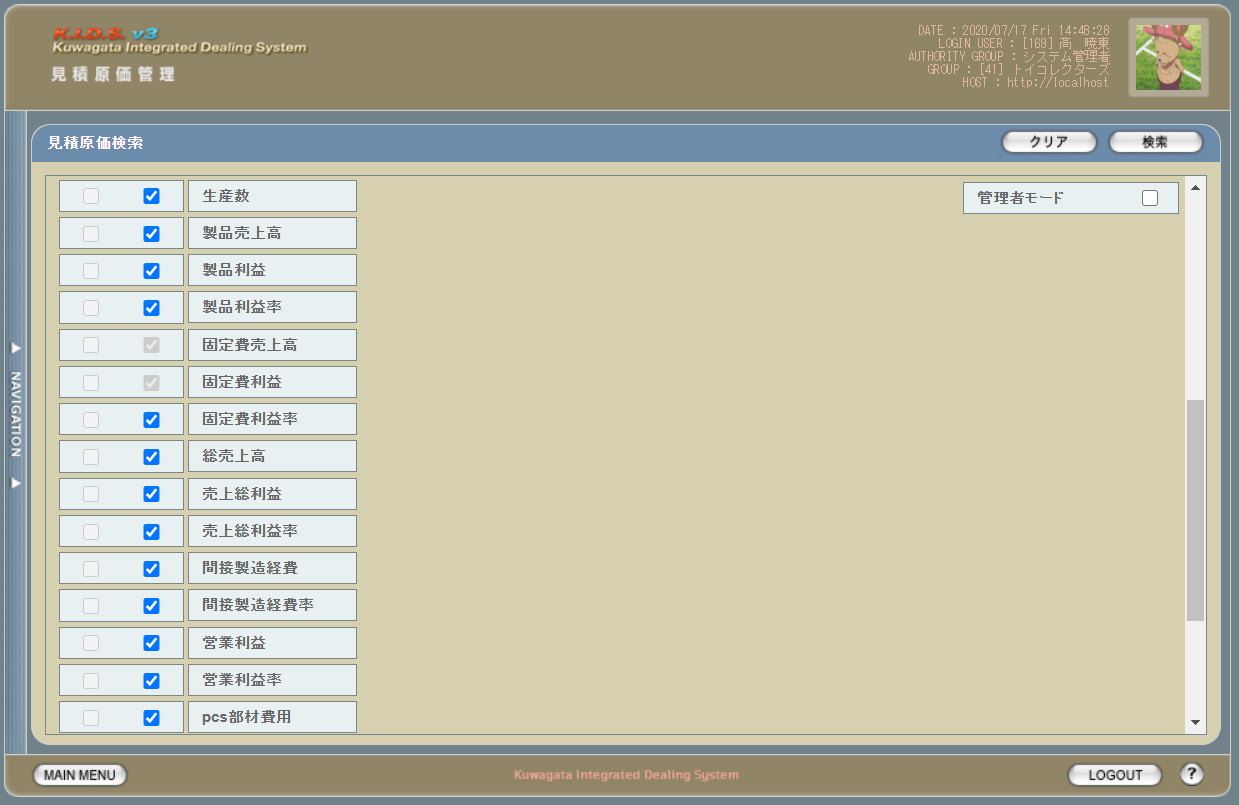 K.I.D.S. v3
Kuwagata Integrated Dealing System
見積原価管理
DATE : 2020/07/17 Fri 14:48:28
LOGIN USER : [169] 高 暁東
AUTHORITY GROUP : システム管理者
GROUP : [41] トイコレクターズ
HOST : http://localhost
見積原価検索
クリア
検索
管理者モード
生産数
製品売上高
製品利益
製品利益率
固定費売上高
固定費利益
固定費利益率
総売上高
売上総利益
売上総利益率
間接製造経費
間接製造経費率
営業利益
営業利益率
pcs部材費用
NAVIGATION
MAIN MENU
Kuwagata Integrated Dealing System
LOGOUT
?